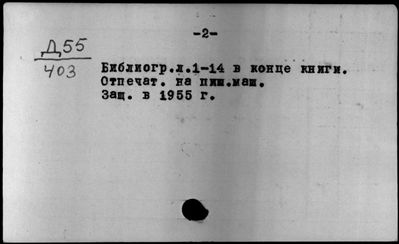 -2-
Д55
403
Библиогр.л.1-14 в конце книги.
Отпечат. на пиш.маш.
Защ. в 1955 г.